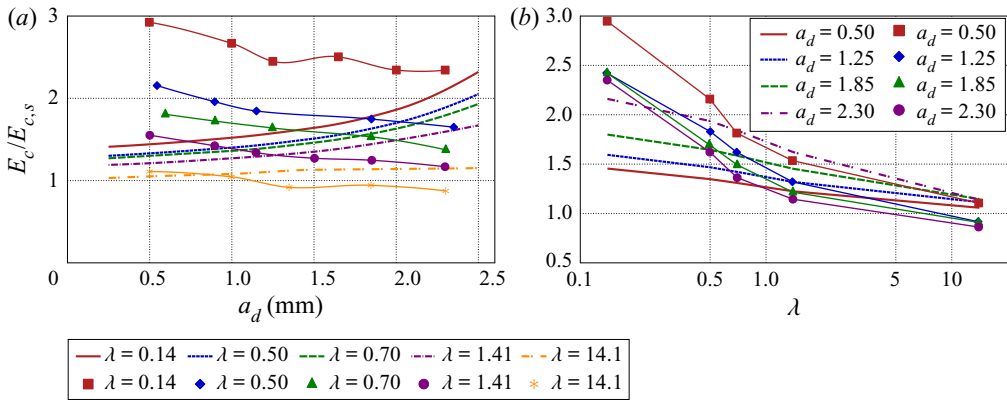 (a)
3
2
1
0
0.5
1.0
1.5
2.0
2.5
E_c/E_{c,s}
a_d (mm)
(b)
3.0
2.5
2.0
1.5
1.0
0.5
0.1
0.5
1.0
5
10
λ
a_d = 0.50 a_d = 0.50
a_d = 1.25 a_d = 1.25
a_d = 1.85 a_d = 1.85
a_d = 2.30 a_d = 2.30
λ = 0.14 λ = 0.50 λ = 0.70 λ = 1.41 λ = 14.1
λ = 0.14 λ = 0.50 λ = 0.70 λ = 1.41 λ = 14.1